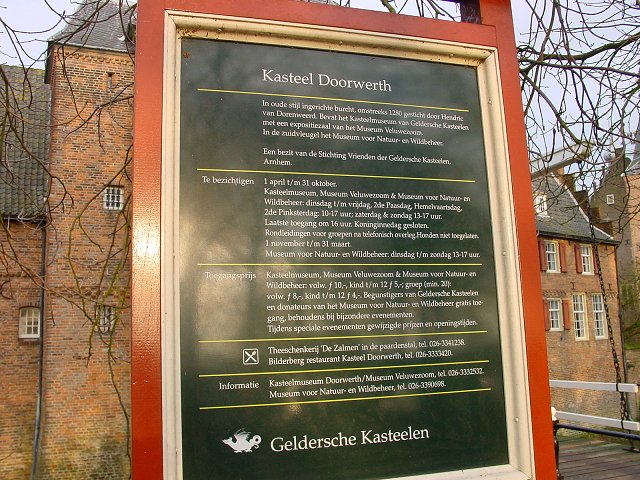 Kasteel Doorwerth
In oude stijl ingerichte burcht, omstreeks 1280 gesticht door Hendric
van Dorenweerd. Bevat het Kasteelmuseum van Geldersche Kasteelen
met een expositiezaal van het Museum Veluwezoom.
In de zuidvleugel het Museum voor Natuur- en Wildbeheer.
Een bezit van de Stichting Vrienden der Geldersche Kasteelen,
Arnhem.
Te bezichtigen 1 april t/m 31 oktober.
Kasteelmuseum, Museum Veluwezoom & Museum voor Natuur- en
Wildbeheer: dinsdag t/m vrijdag, 2de Paasdag, Hemelvaartsdag,
2de Pinksterdag: 10-17 uur; zaterdag & zondag 13-17 uur.
Laatste toegang om 16 uur. Koninginnedag gesloten.
Rondleidingen voor groepen na telefonisch overleg. Honden niet toegelaten.
1 november t/m 31 maart.
Museum voor Natuur- en Wildbeheer: dinsdag t/m zondag 13-17 uur.
Toegangsprijs Kasteelmuseum, Museum Veluwezoom & Museum voor Natuur- en
Wildbeheer: volw. ƒ 10,-, kind t/m 12 ƒ 5,-; groep (min. 20):
volw. ƒ 8,-, kind t/m 12 ƒ 4,-. Begunstigers van Geldersche Kasteelen
en donateurs van het Museum voor Natuur- en Wildbeheer gratis toe-
gang, behoudens bij bijzondere evenementen.
Tijdens speciale evenementen gewijzigde prijzen en openingstijden.
Theeschenkerij 'De Zalmen' in de paardenstal, tel. 026-3341238.
Bilderberg restaurant Kasteel Doorwerth, tel. 026-3333420.
Informatie Kasteelmuseum Doorwerth/Museum Veluwezoom, tel. 026-3332532.
Museum voor Natuur- en Wildbeheer, tel. 026-3390698.
Geldersche Kasteelen